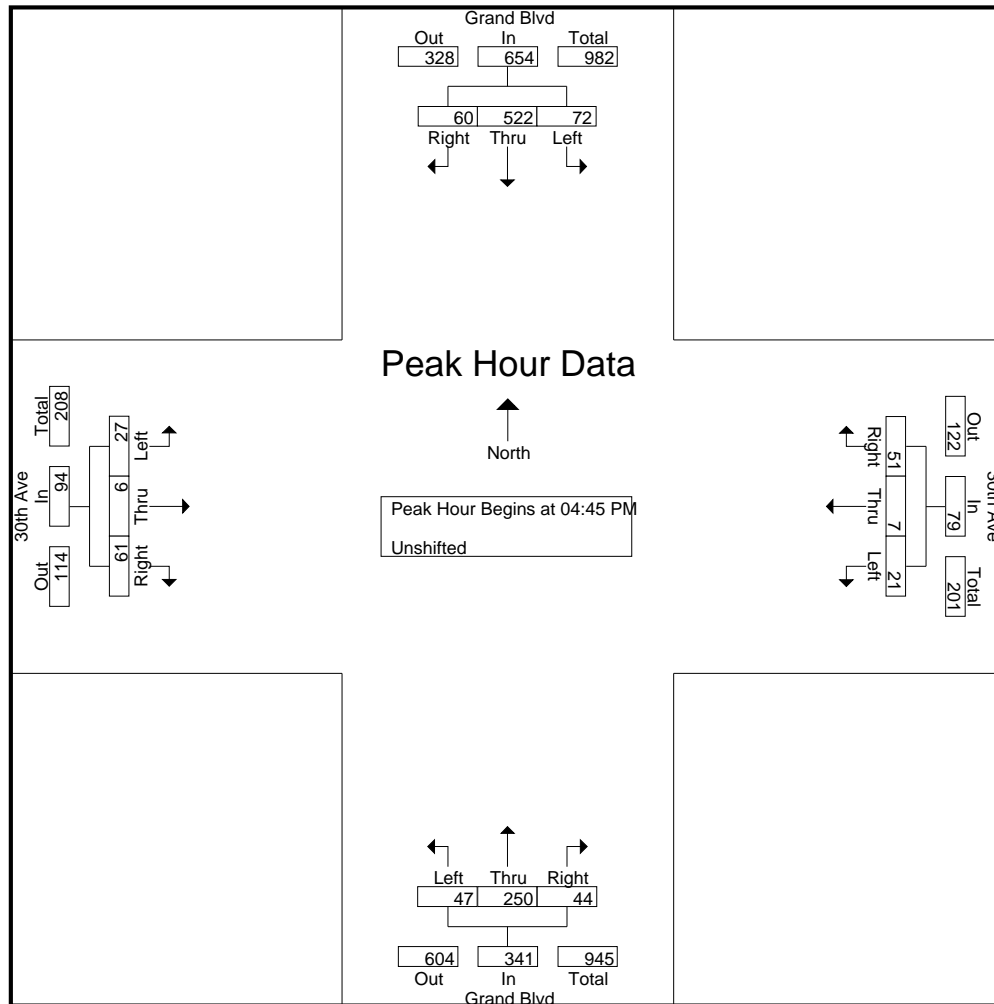 Grand Blvd
Out In Total
328 654 982
60 522 72
Right Thru Left
Peak Hour Data
North
Peak Hour Begins at 04:45 PM
Unshifted
30th Ave
Total In Out
208 94 114
27 6 61
Left Thru Right
Right Thru Left
51 7 21
Out In Total
122 79 201
30th Ave
Left Thru Right
47 250 44
604 341 945
Out In Total
Grand Blvd